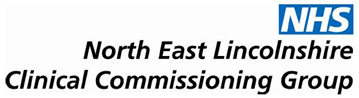 NHS
North East Lincolnshire
Clinical Commissioning Group